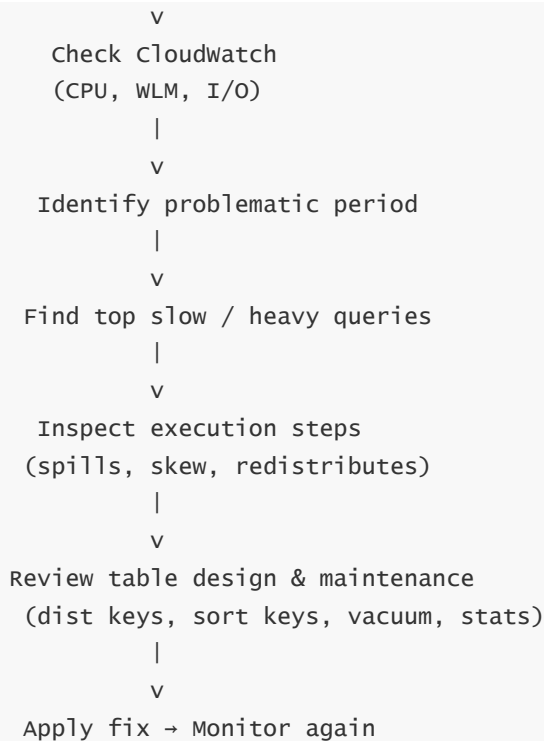 v
Check CloudWatch
(CPU, WLM, I/O)
|
v
Identify problematic period
|
v
Find top slow / heavy queries
|
v
Inspect execution steps
(spills, skew, redistributes)
|
v
Review table design & maintenance
(dist keys, sort keys, vacuum, stats)
|
v
Apply fix → Monitor again